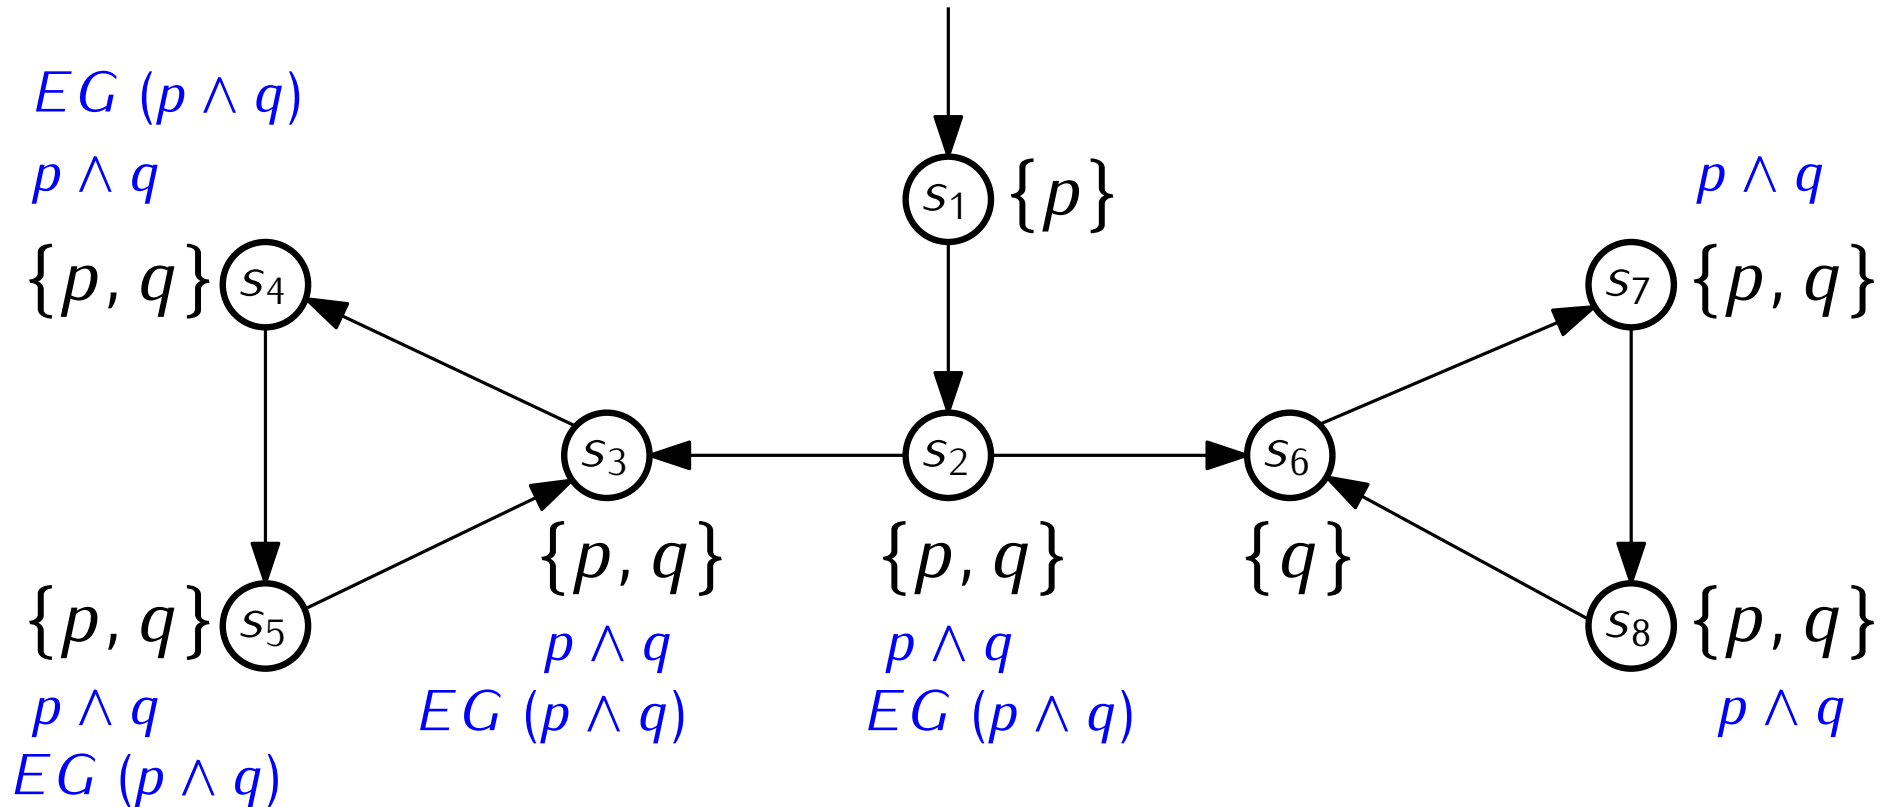 EG (p ∧ q)
p ∧ q
{p, q} s4
s1 {p}
p ∧ q
s7 {p, q}
s3
s2
s6
{p, q}
{p, q}
{q}
p ∧ q
EG (p ∧ q)
p ∧ q
EG (p ∧ q)
{p, q} s5
p ∧ q
EG (p ∧ q)
s8 {p, q}
p ∧ q